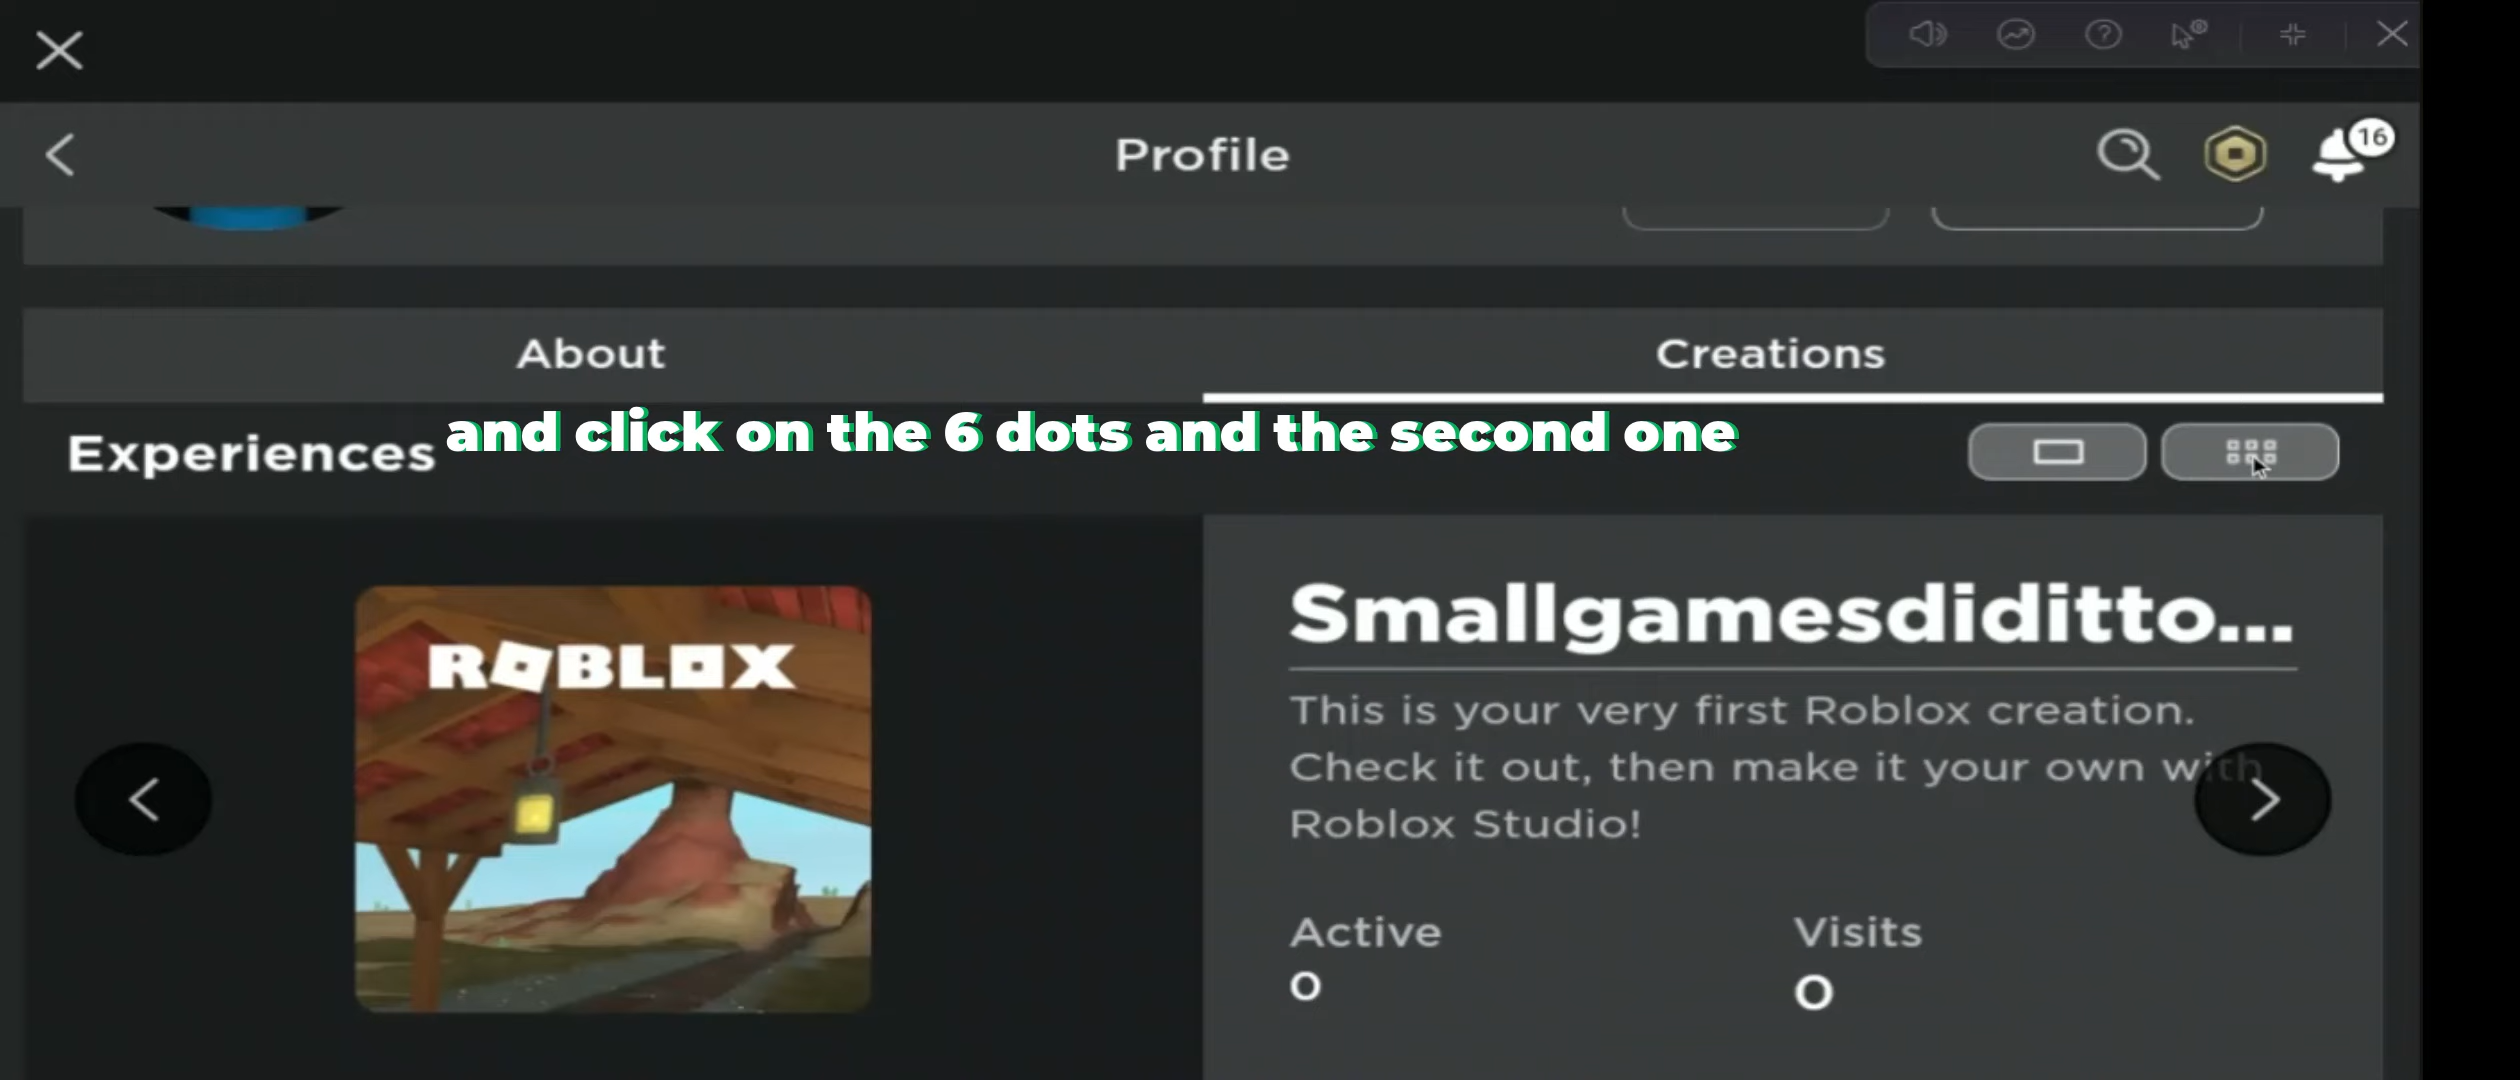 Profile
16
About
Creations
Experiences
and click on the 6 dots and the second one
ROBLOX
Smallgamesdiditto...
This is your very first Roblox creation.
Check it out, then make it your own with
Roblox Studio!
Active
Visits
0
0